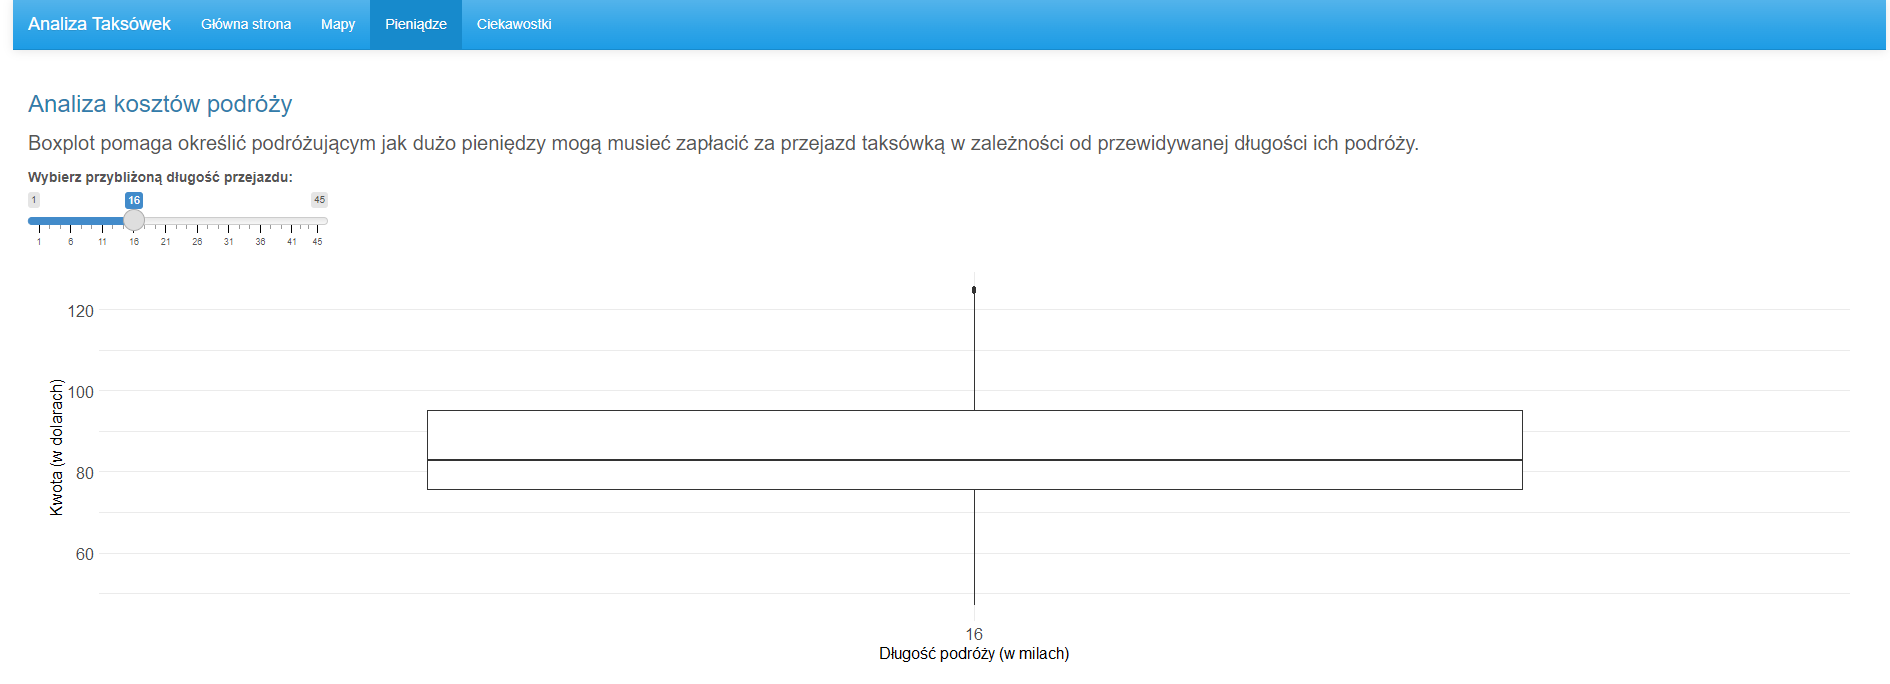 Analiza Taksówek Główna strona Mapy Pieniądze Ciekawostki
Analiza kosztów podróży
Boxplot pomaga określić podróżującym jak dużo pieniędzy mogą musieć zapłacić za przejazd taksówką w zależności od przewidywanej długości ich podróży.
Wybierz przybliżoną długość przejazdu:
1 16 45
1 6 11 16 21 26 31 36 41 45
120
100
80
60
Kwota (w dolarach)
16
Długość podróży (w milach)